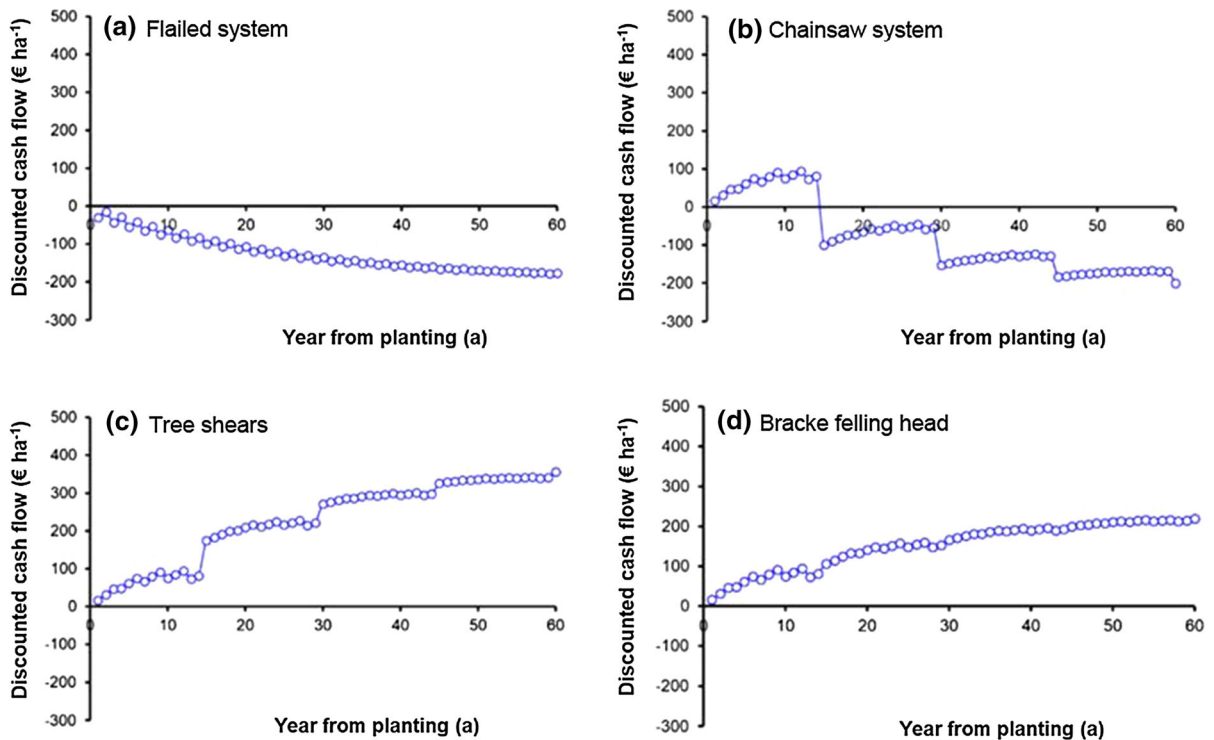 (a) Flailed system
Discounted cash flow (€ ha⁻¹)
500
400
300
200
100
0
-100
-200
-300
0 10 20 30 40 50 60
Year from planting (a)
(b) Chainsaw system
Discounted cash flow (€ ha⁻¹)
500
400
300
200
100
0
-100
-200
-300
0 10 20 30 40 50 60
Year from planting (a)
(c) Tree shears
Discounted cash flow (€ ha⁻¹)
500
400
300
200
100
0
-100
-200
-300
0 10 20 30 40 50 60
Year from planting (a)
(d) Bracke felling head
Discounted cash flow (€ ha⁻¹)
500
400
300
200
100
0
-100
-200
-300
0 10 20 30 40 50 60
Year from planting (a)